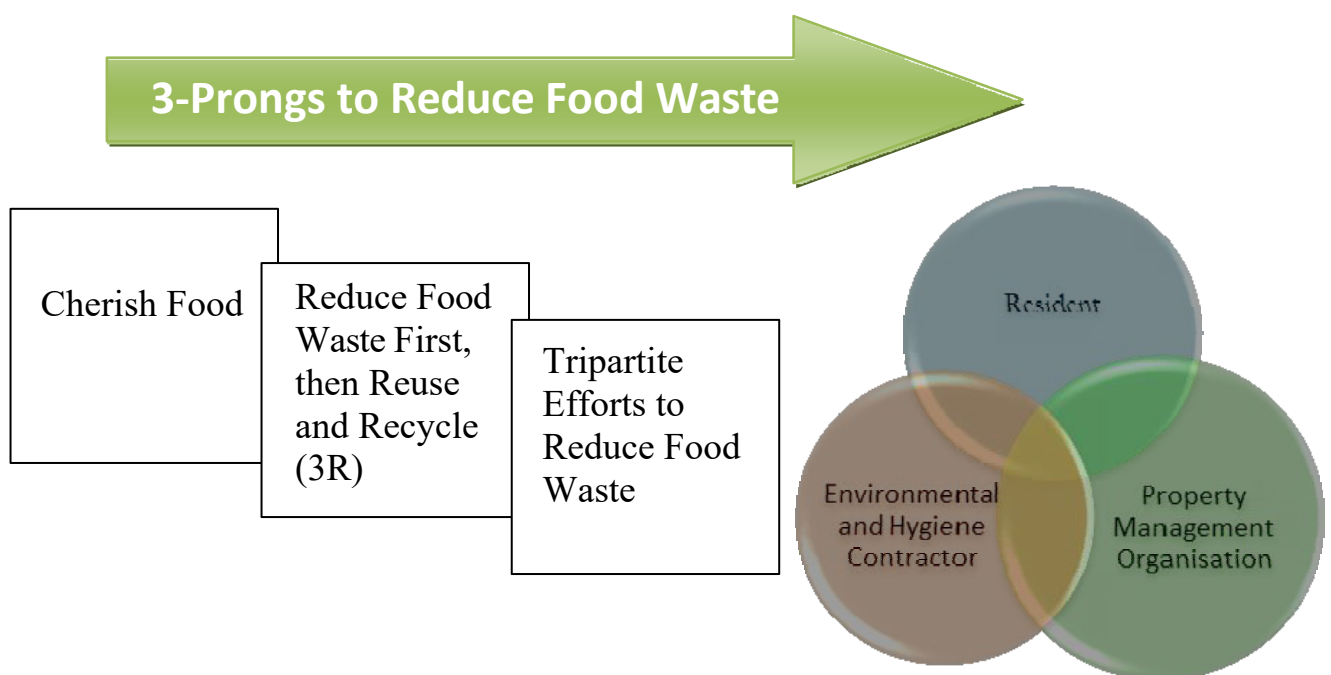 3-Prongs to Reduce Food Waste
Cherish Food
Reduce Food
Waste First,
then Reuse
and Recycle
(3R)
Tripartite
Efforts to
Reduce Food
Waste
Resident
Environmental
and Hygiene
Contractor
Property
Management
Organisation